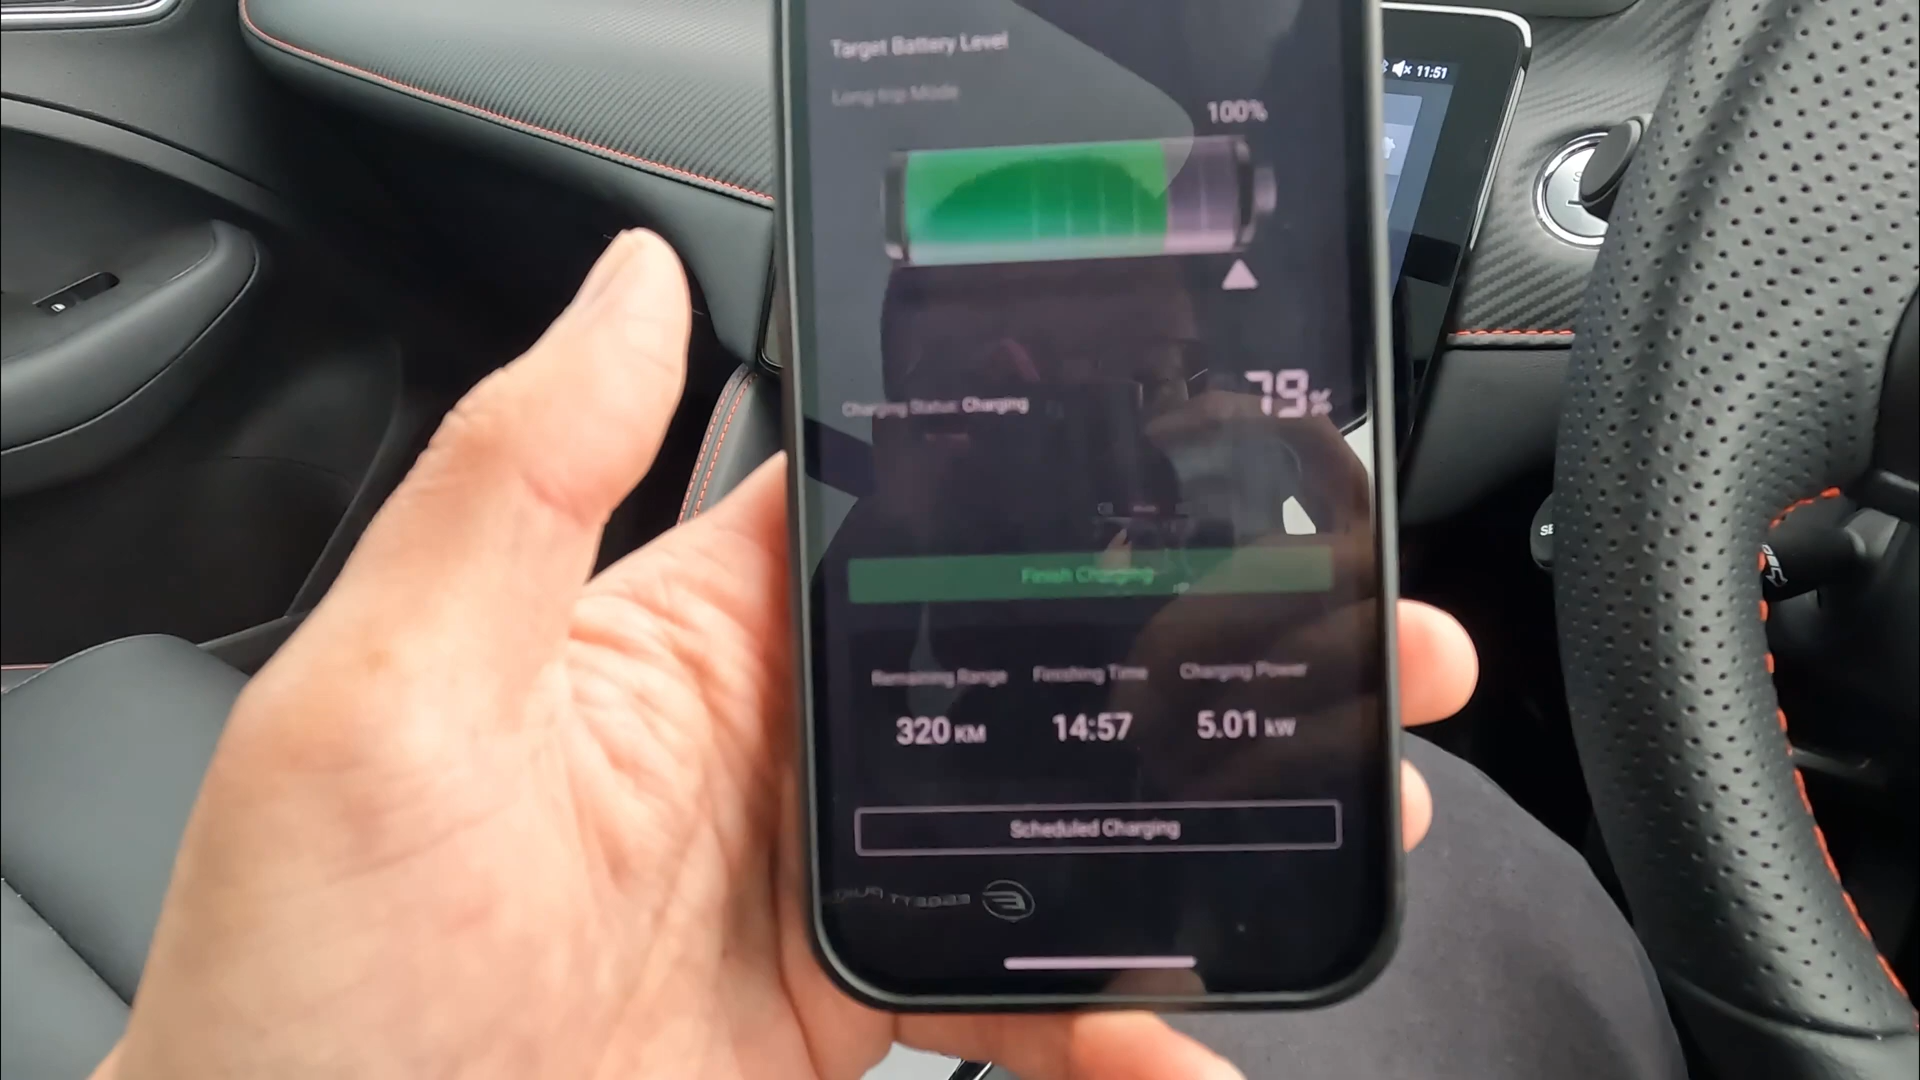 Target Battery Level
Long trip Mode
100%
11:51
Charging Status: Charging
79%
Finish Charging
Remaining Range
Finishing Time
Charging Power
320 KM
14:57
5.01 kW
Scheduled Charging